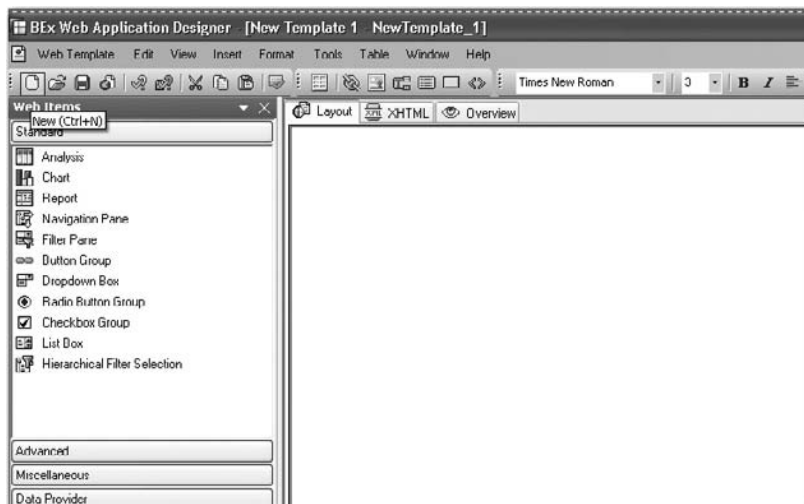 BEx Web Application Designer - [New Template 1 - NewTemplate_1]
Web Template Edit View Insert Format Tools Table Window Help
Times New Roman 3 B I
Web Items
New (Ctrl+N)
Standard
Layout XHTML Overview
Analysis
Chart
Report
Navigation Pane
Filter Pane
Button Group
Dropdown Box
Radio Button Group
Checkbox Group
List Box
Hierarchical Filter Selection
Advanced
Miscellaneous
Data Provider